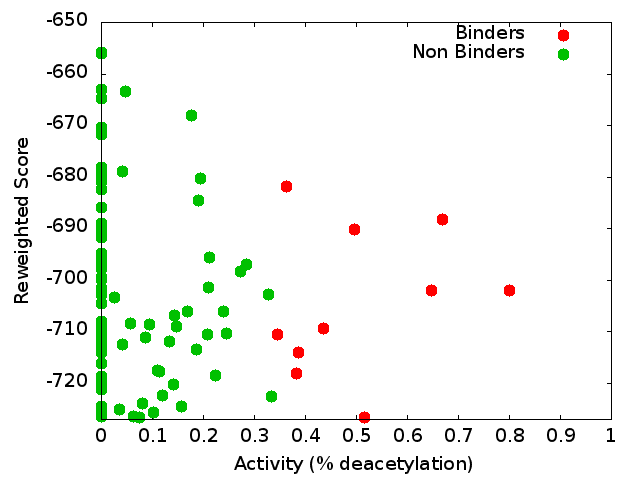 -650
Binders
Non Binders
-660
-670
-680
-690
-700
-710
-720
Reweighted Score
0 0.1 0.2 0.3 0.4 0.5 0.6 0.7 0.8 0.9 1
Activity (% deacetylation)